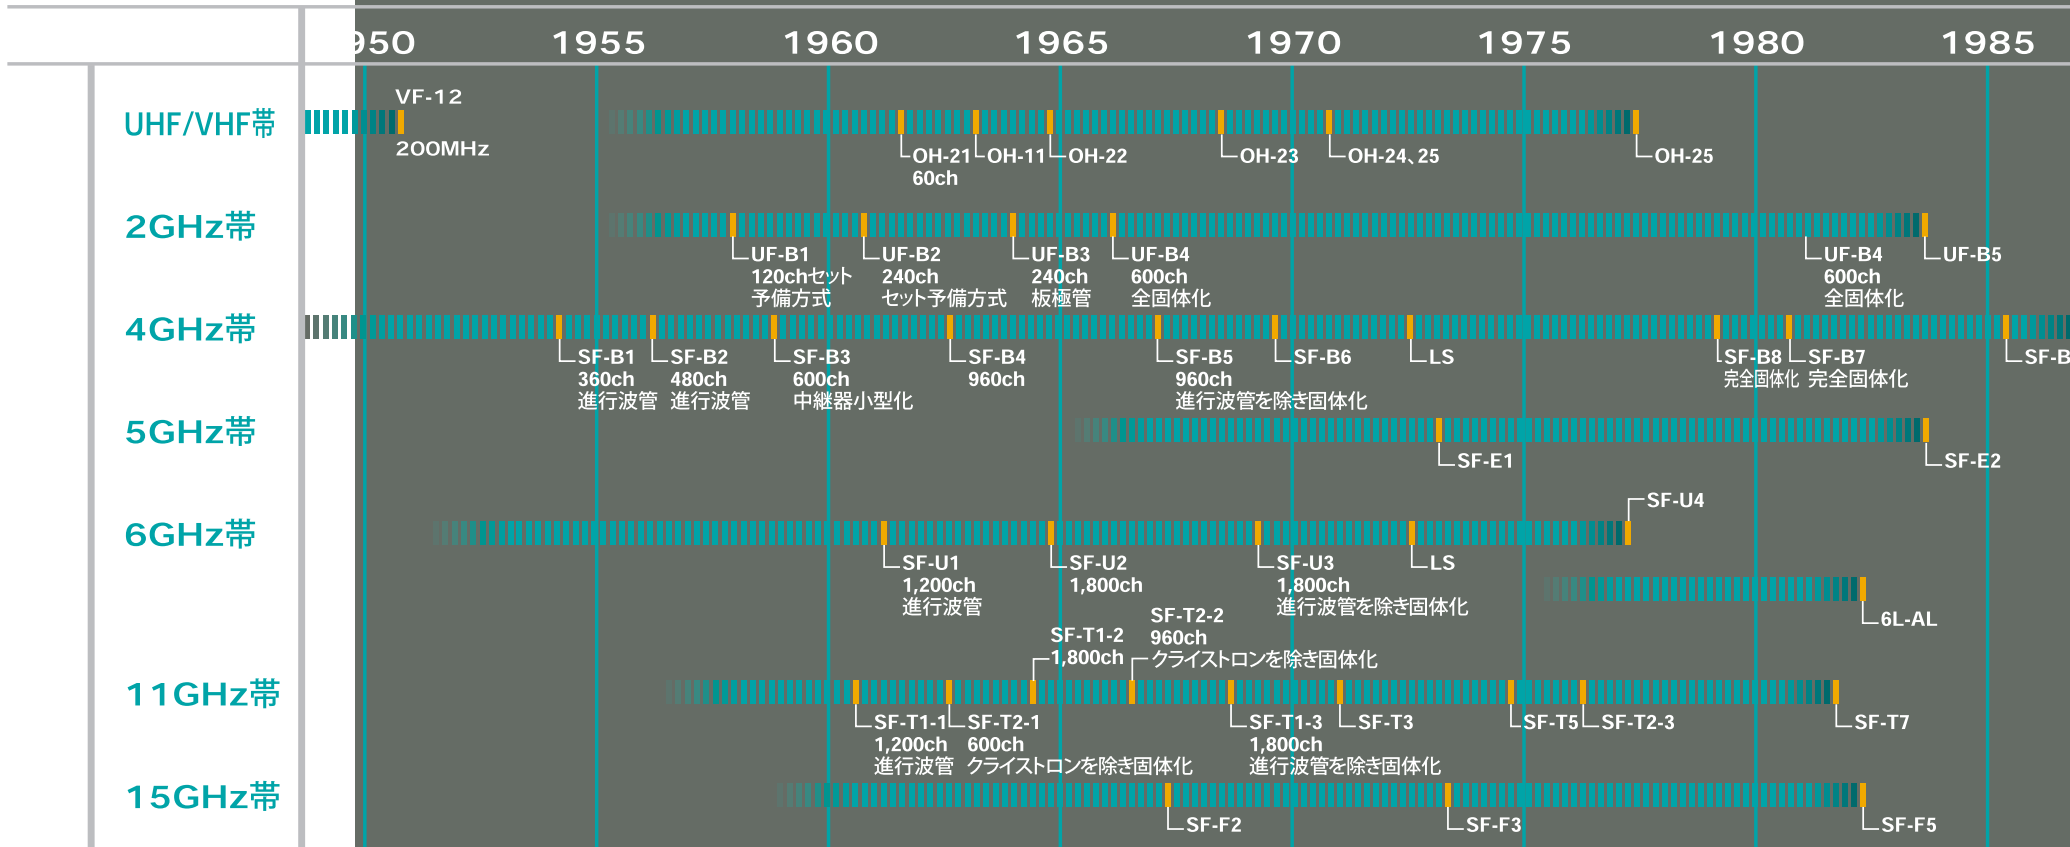 950 1955 1960 1965 1970 1975 1980 1985
VF-12
UHF/VHF帯
200MHz
OH-21 OH-11 OH-22 OH-23 OH-24、25 OH-25
60ch
2GHz帯
UF-B1 UF-B2 UF-B3 UF-B4 UF-B4 UF-B5
120chセット 240ch 240ch 600ch 600ch
予備方式 セット予備方式 板極管 全固体化 全固体化
4GHz帯
SF-B1 SF-B2 SF-B3 SF-B4 SF-B5 SF-B6 LS SF-B8 SF-B7 SF-B
360ch 480ch 600ch 960ch 960ch 完全固体化 完全固体化
進行波管 進行波管 中継器小型化 進行波管を除き固体化
5GHz帯
SF-E1 SF-E2
SF-U4
6GHz帯
SF-U1 SF-U2 SF-U3 LS
1,200ch 1,800ch 1,800ch
進行波管 進行波管を除き固体化
6L-AL
SF-T1-2 SF-T2-2
1,800ch 960ch
クライストロンを除き固体化
11GHz帯
SF-T1-1 SF-T2-1 SF-T1-3 SF-T3 SF-T5 SF-T2-3 SF-T7
1,200ch 600ch 1,800ch
進行波管 クライストロンを除き固体化 進行波管を除き固体化
15GHz帯
SF-F2 SF-F3 SF-F5